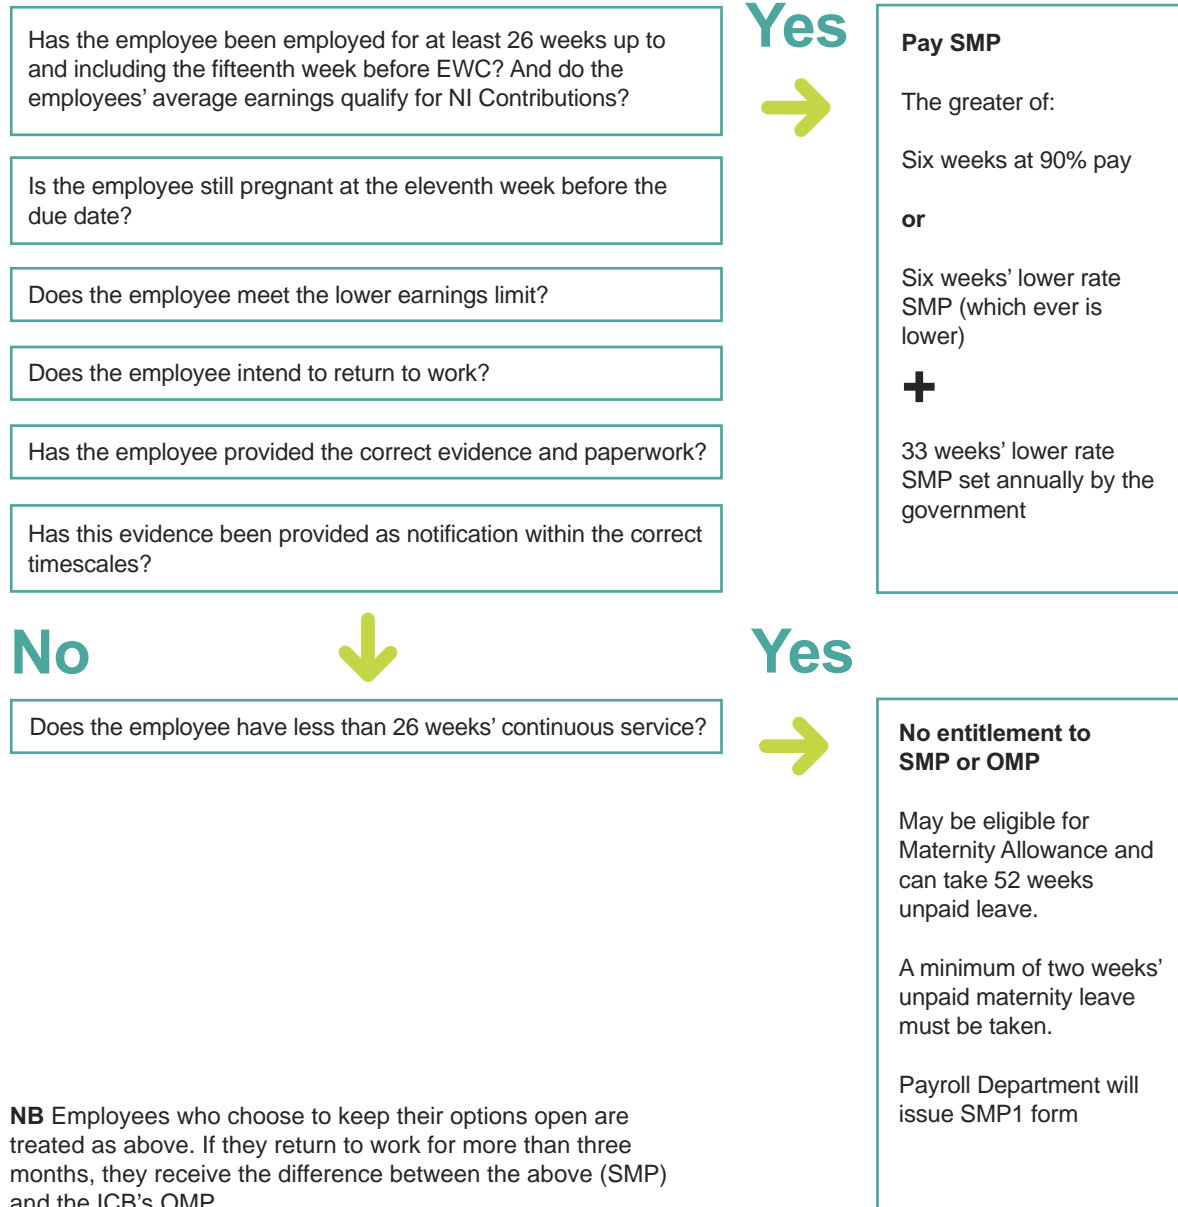 Has the employee been employed for at least 26 weeks up to
and including the fifteenth week before EWC? And do the
employees’ average earnings qualify for NI Contributions?
Yes
Pay SMP
The greater of:
Six weeks at 90% pay
or
Six weeks’ lower rate
SMP (which ever is
lower)
+
33 weeks’ lower rate
SMP set annually by the
government
Is the employee still pregnant at the eleventh week before the
due date?
Does the employee meet the lower earnings limit?
Does the employee intend to return to work?
Has the employee provided the correct evidence and paperwork?
Has this evidence been provided as notification within the correct
timescales?
No
Does the employee have less than 26 weeks’ continuous service?
Yes
No entitlement to
SMP or OMP
May be eligible for
Maternity Allowance and
can take 52 weeks
unpaid leave.
A minimum of two weeks’
unpaid maternity leave
must be taken.
Payroll Department will
issue SMP1 form
NB Employees who choose to keep their options open are
treated as above. If they return to work for more than three
months, they receive the difference between the above (SMP)
and the ICB’s OMP